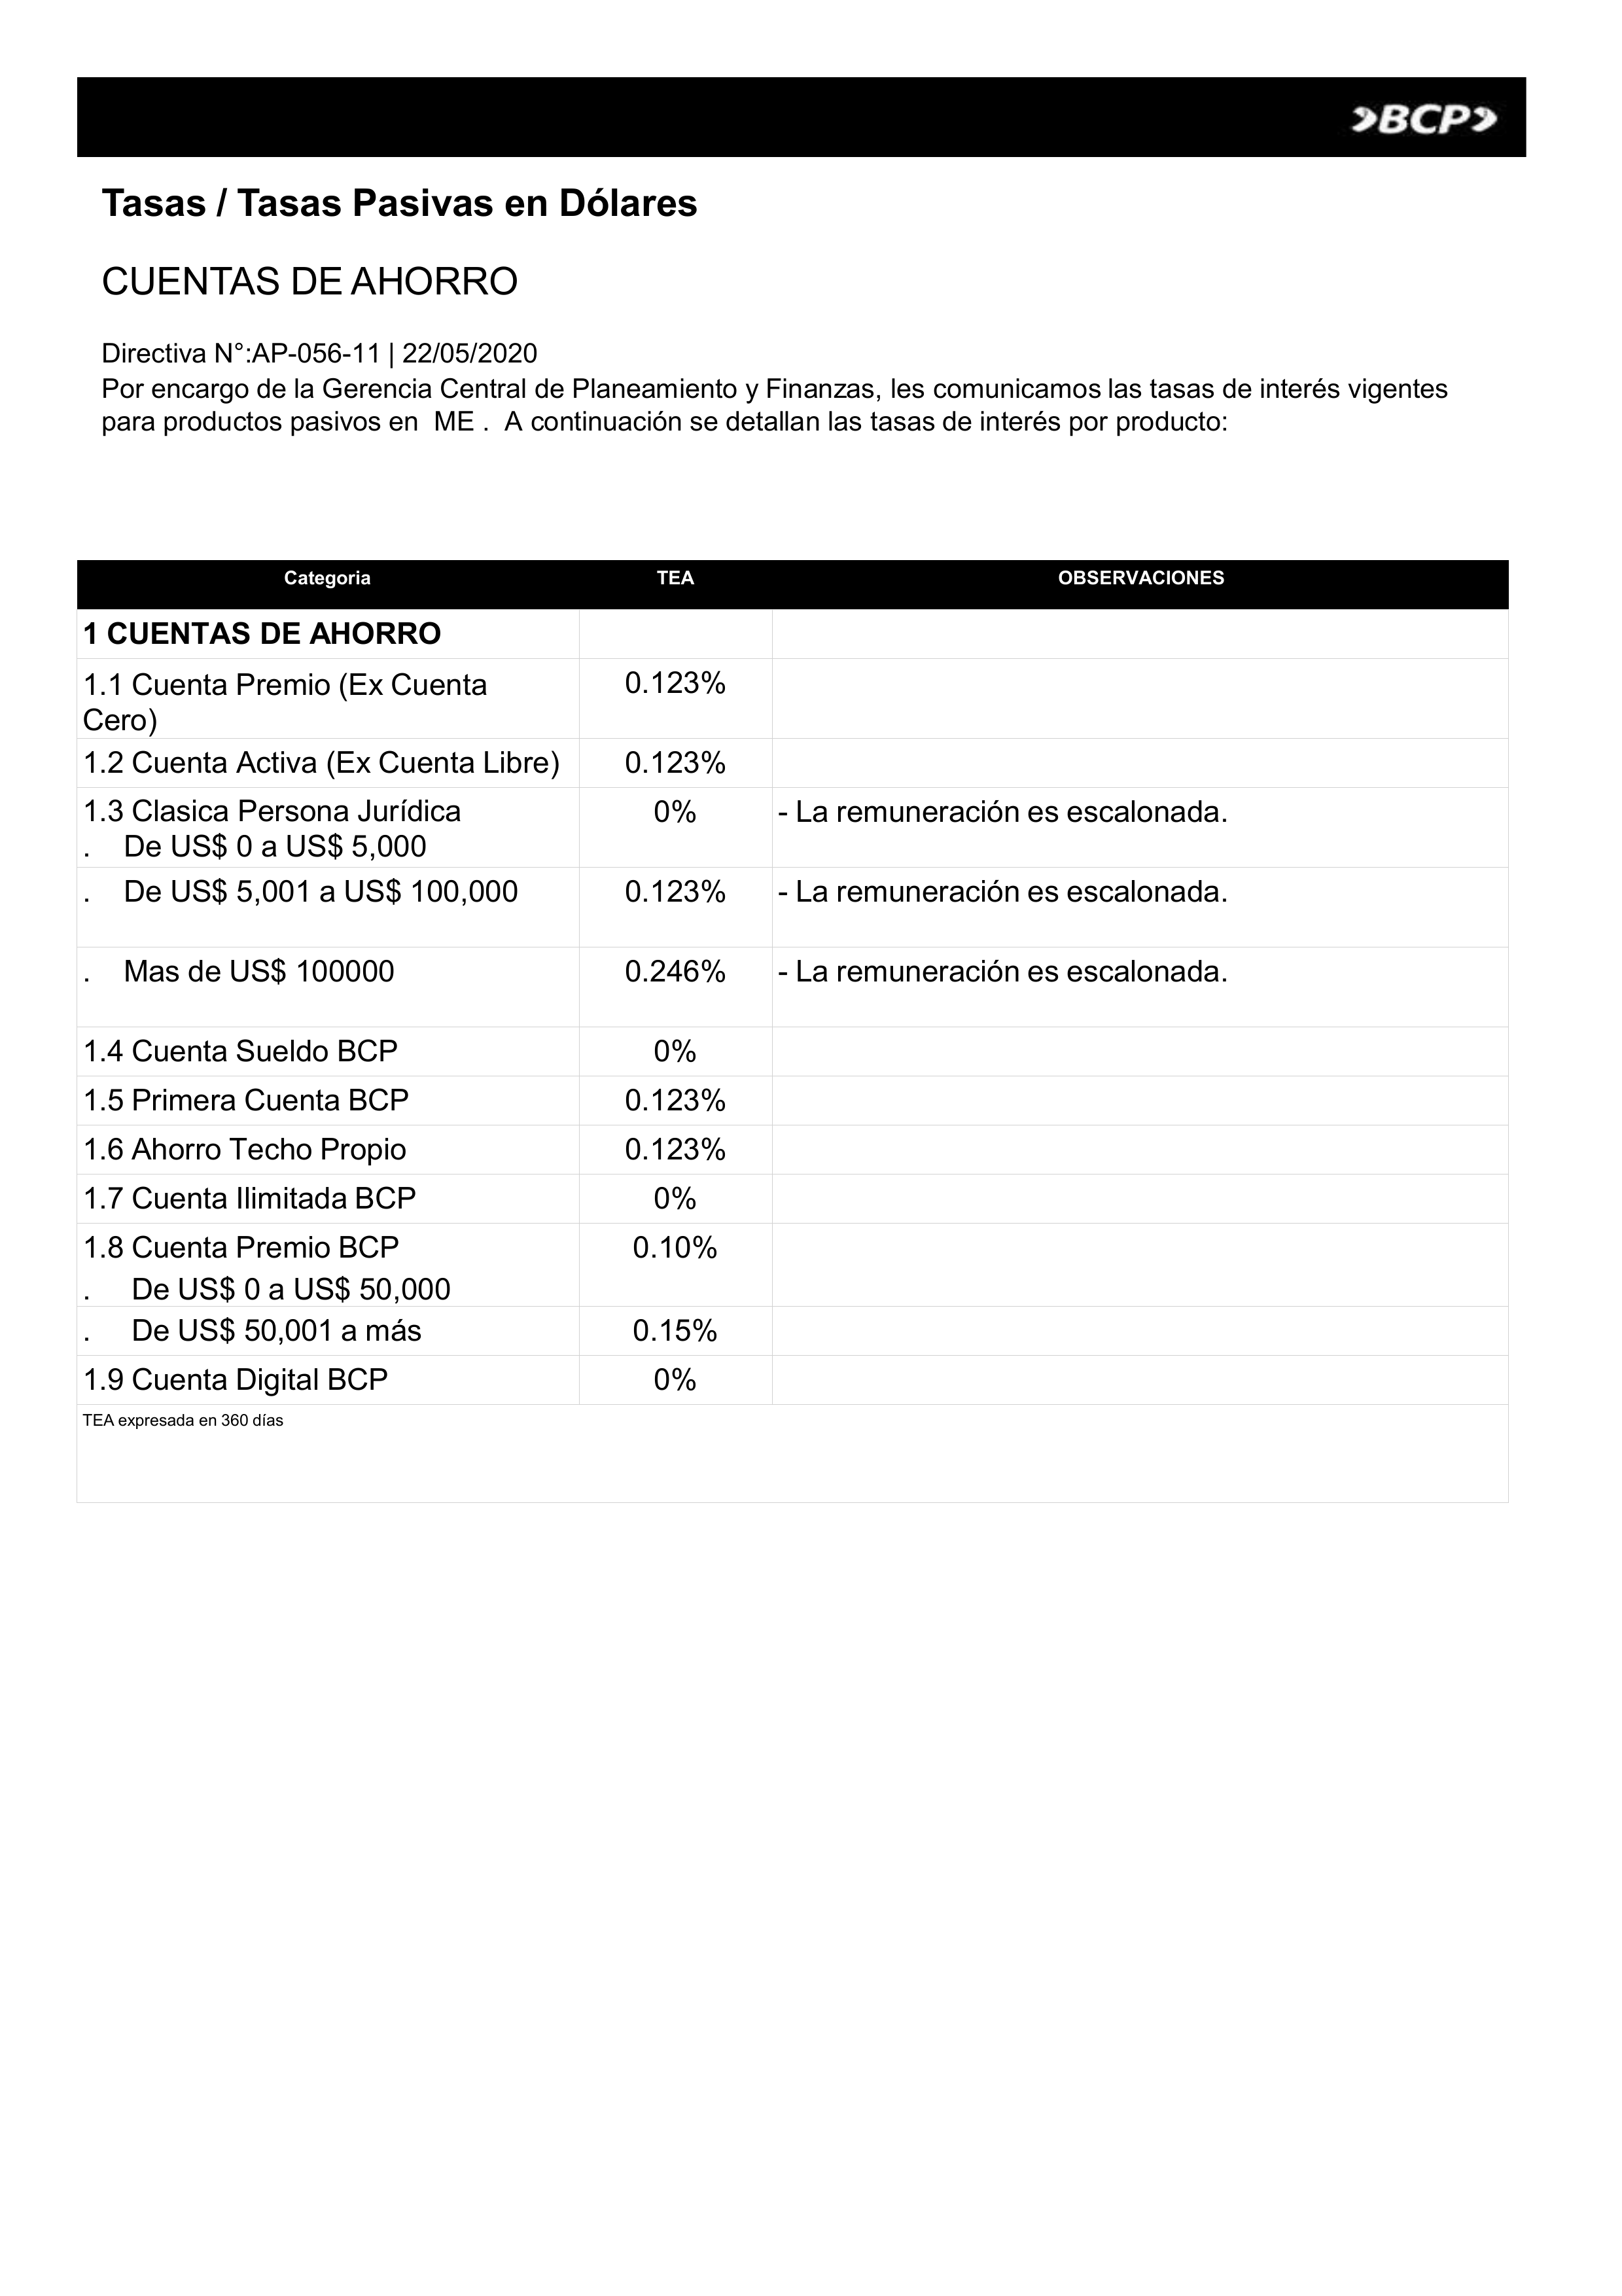 BCP
Tasas / Tasas Pasivas en Dólares
CUENTAS DE AHORRO
Directiva N°:AP-056-11 | 22/05/2020
Por encargo de la Gerencia Central de Planeamiento y Finanzas, les comunicamos las tasas de interés vigentes
para productos pasivos en  ME .  A continuación se detallan las tasas de interés por producto:
Categoria TEA OBSERVACIONES
1 CUENTAS DE AHORRO
1.1 Cuenta Premio (Ex Cuenta 0.123%
Cero)
1.2 Cuenta Activa (Ex Cuenta Libre) 0.123%
1.3 Clasica Persona Jurídica 0% - La remuneración es escalonada.
. De US$ 0 a US$ 5,000
. De US$ 5,001 a US$ 100,000 0.123% - La remuneración es escalonada.
. Mas de US$ 100000 0.246% - La remuneración es escalonada.
1.4 Cuenta Sueldo BCP 0%
1.5 Primera Cuenta BCP 0.123%
1.6 Ahorro Techo Propio 0.123%
1.7 Cuenta Ilimitada BCP 0%
1.8 Cuenta Premio BCP 0.10%
. De US$ 0 a US$ 50,000
. De US$ 50,001 a más 0.15%
1.9 Cuenta Digital BCP 0%
TEA expresada en 360 días